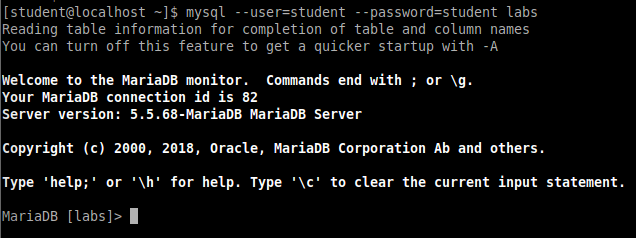 [student@localhost ~]$ mysql --user=student --password=student labs
Reading table information for completion of table and column names
You can turn off this feature to get a quicker startup with -A
Welcome to the MariaDB monitor.  Commands end with ; or \g.
Your MariaDB connection id is 82
Server version: 5.5.68-MariaDB MariaDB Server
Copyright (c) 2000, 2018, Oracle, MariaDB Corporation Ab and others.
Type 'help;' or '\h' for help. Type '\c' to clear the current input statement.
MariaDB [labs]>